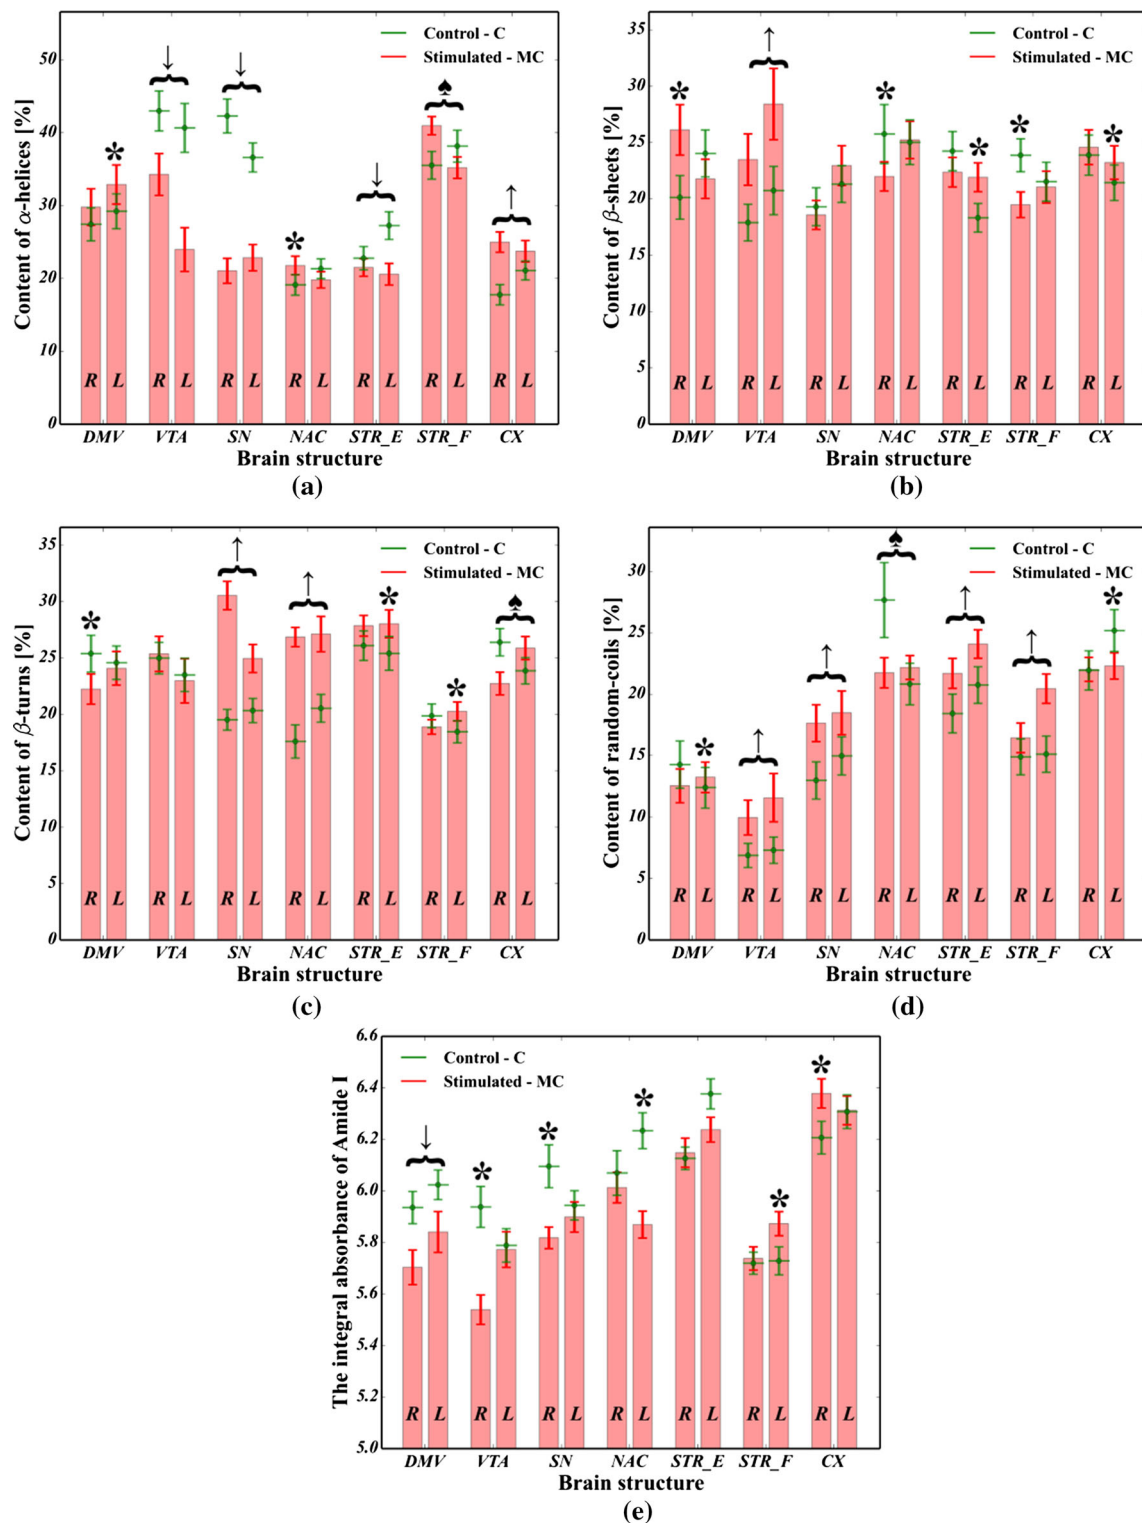 Control - C
Stimulated - MC
Content of α-helices [%]
50
40
30
20
10
0
↓ ↓ * * ↓ ♠ ↑
R L R L R L R L R L R L R L
DMV VTA SN NAC STR_E STR_F CX
Brain structure
(a)
Control - C
Stimulated - MC
Content of β-sheets [%]
35
30
25
20
15
10
5
0
* ↑ * * * *
R L R L R L R L R L R L R L
DMV VTA SN NAC STR_E STR_F CX
Brain structure
(b)
Control - C
Stimulated - MC
Content of β-turns [%]
35
30
25
20
15
10
5
0
* ↑ ↑ * * ♠
R L R L R L R L R L R L R L
DMV VTA SN NAC STR_E STR_F CX
Brain structure
(c)
Control - C
Stimulated - MC
Content of random-coils [%]
30
25
20
15
10
5
0
* ↑ ↑ ♠ ↑ ↑ *
R L R L R L R L R L R L R L
DMV VTA SN NAC STR_E STR_F CX
Brain structure
(d)
Control - C
Stimulated - MC
The integral absorbance of Amide I
6.6
6.4
6.2
6.0
5.8
5.6
5.4
5.2
5.0
↓ * * * * *
R L R L R L R L R L R L R L
DMV VTA SN NAC STR_E STR_F CX
Brain structure
(e)